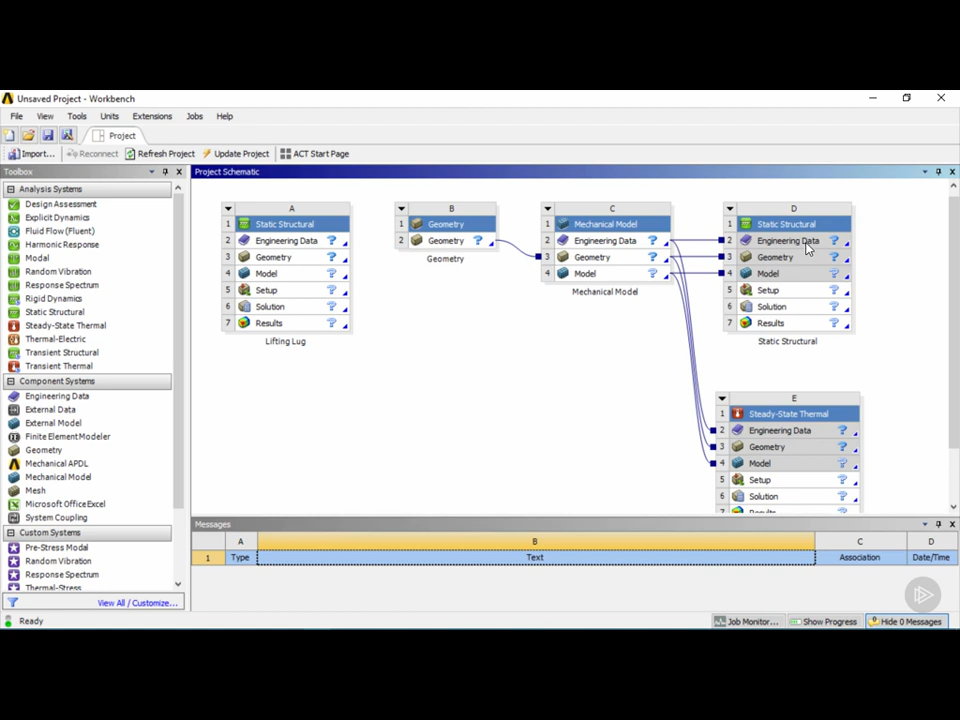 Unsaved Project - Workbench
File View Tools Units Extensions Jobs Help
Project
Import... Reconnect Refresh Project Update Project ACT Start Page
Toolbox
Analysis Systems
Design Assessment
Explicit Dynamics
Fluid Flow (Fluent)
Harmonic Response
Modal
Random Vibration
Response Spectrum
Rigid Dynamics
Static Structural
Steady-State Thermal
Thermal-Electric
Transient Structural
Transient Thermal
Component Systems
Engineering Data
External Data
External Model
Finite Element Modeler
Geometry
Mechanical APDL
Mechanical Model
Mesh
Microsoft Office Excel
System Coupling
Custom Systems
Pre-Stress Modal
Random Vibration
Response Spectrum
Thermal-Stress
View All / Customize...
Project Schematic
A
1 Static Structural
2 Engineering Data ?
3 Geometry ?
4 Model ?
5 Setup ?
6 Solution ?
7 Results ?
Lifting Lug
B
1 Geometry
2 Geometry ?
Geometry
C
1 Mechanical Model
2 Engineering Data ?
3 Geometry ?
4 Model ?
Mechanical Model
D
1 Static Structural
2 Engineering Data ?
3 Geometry ?
4 Model ?
5 Setup ?
6 Solution ?
7 Results ?
Static Structural
E
1 Steady-State Thermal
2 Engineering Data ?
3 Geometry ?
4 Model ?
5 Setup ?
6 Solution ?
7 Results ?
Messages
A B C D
1 Type Text Association Date/Time
Ready
Job Monitor... Show Progress Hide 0 Messages